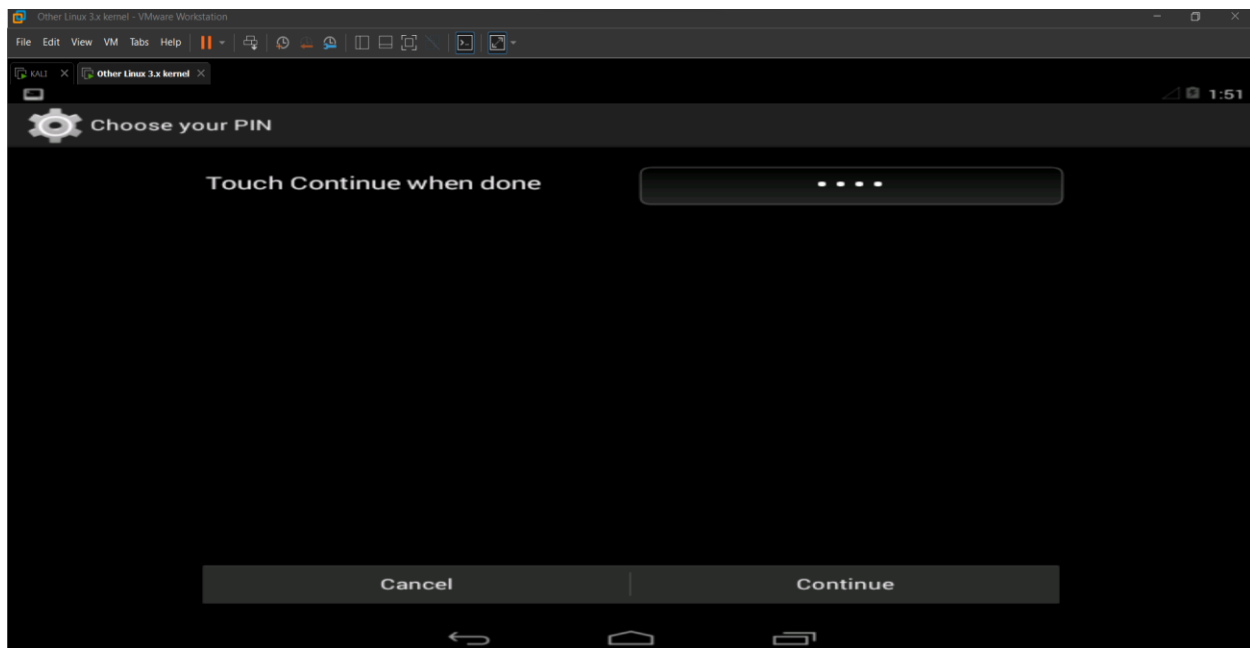 Other Linux 3.x kernel - VMware Workstation
File Edit View VM Tabs Help
KALI Other Linux 3.x kernel
1:51
Choose your PIN
Touch Continue when done ••••
Cancel Continue